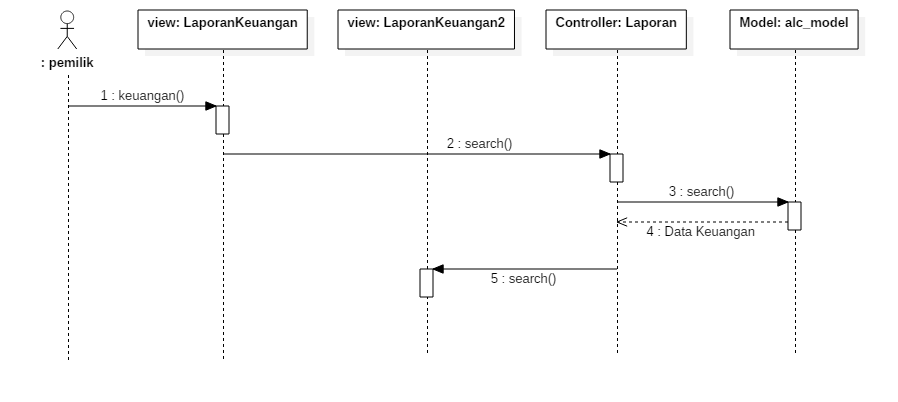 view: LaporanKeuangan
view: LaporanKeuangan2
Controller: Laporan
Model: alc_model
: pemilik
1 : keuangan()
2 : search()
3 : search()
4 : Data Keuangan
5 : search()